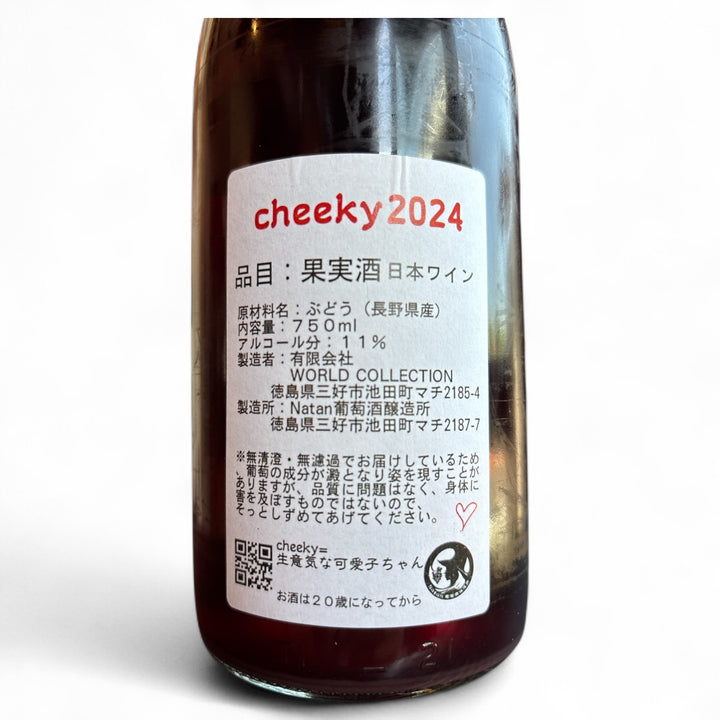 cheeky2024
品目：果実酒日本ワイン
原材料名：ぶどう（長野県産）
内容量：７５０ml
アルコール分：１１％
製造者：有限会社
WORLD COLLECTION
徳島県三好市池田町マチ2185-4
製造所：Natan葡萄酒醸造所
徳島県三好市池田町マチ2187-7
※無清澄・無濾過でお届けしているため
、葡萄の成分が澱となり姿を現すことが
ありますが、品質に問題はなく、身体に
害を及ぼすものではないので、
そっとしずめてあげてください。
cheeky=
生意気な可愛子ちゃん
お酒は２０歳になってから
2